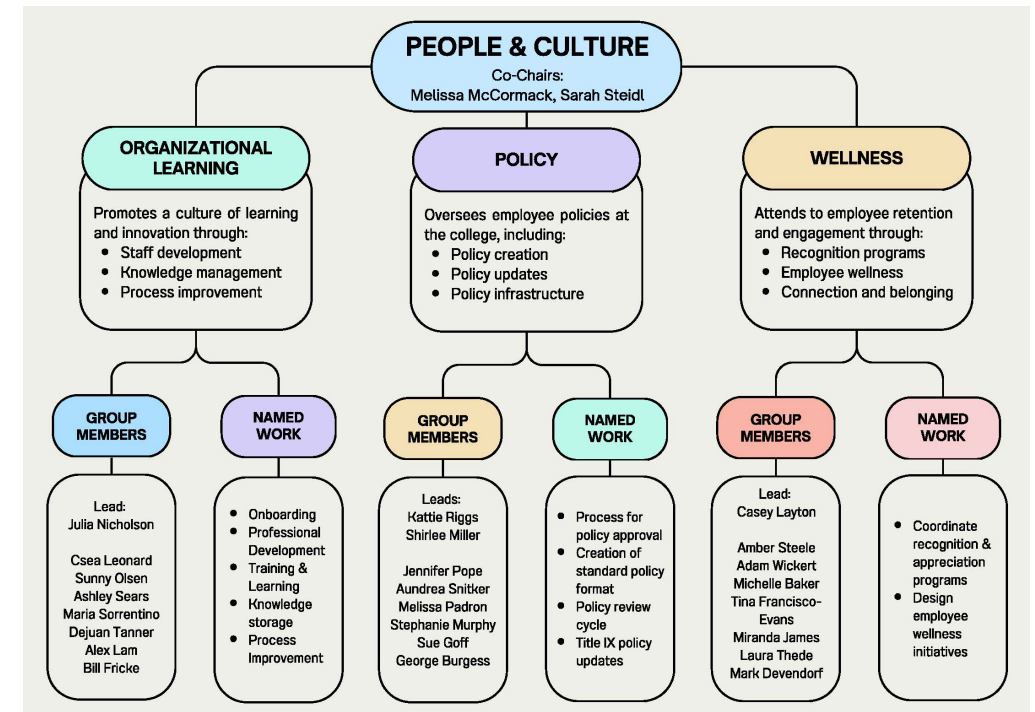 PEOPLE & CULTURE
Co-Chairs:
Melissa McCormack, Sarah Steidl
ORGANIZATIONAL
LEARNING
Promotes a culture of learning
and innovation through:
• Staff development
• Knowledge management
• Process improvement
POLICY
Oversees employee policies at
the college, including:
• Policy creation
• Policy updates
• Policy infrastructure
WELLNESS
Attends to employee retention
and engagement through:
• Recognition programs
• Employee wellness
• Connection and belonging
GROUP
MEMBERS
Lead:
Julia Nicholson
Csea Leonard
Sunny Olsen
Ashley Sears
Maria Sorrentino
Dejuan Tanner
Alex Lam
Bill Fricke
NAMED
WORK
• Onboarding
• Professional
Development
• Training &
Learning
• Knowledge
storage
• Process
Improvement
GROUP
MEMBERS
Leads:
Kattie Riggs
Shirlee Miller
Jennifer Pope
Aundrea Snitker
Melissa Padron
Stephanie Murphy
Sue Goff
George Burgess
NAMED
WORK
• Process for
policy approval
• Creation of
standard policy
format
• Policy review
cycle
• Title IX policy
updates
GROUP
MEMBERS
Lead:
Casey Layton
Amber Steele
Adam Wickert
Michelle Baker
Tina Francisco-
Evans
Miranda James
Laura Thede
Mark Devendorf
NAMED
WORK
• Coordinate
recognition &
appreciation
programs
• Design
employee
wellness
initiatives